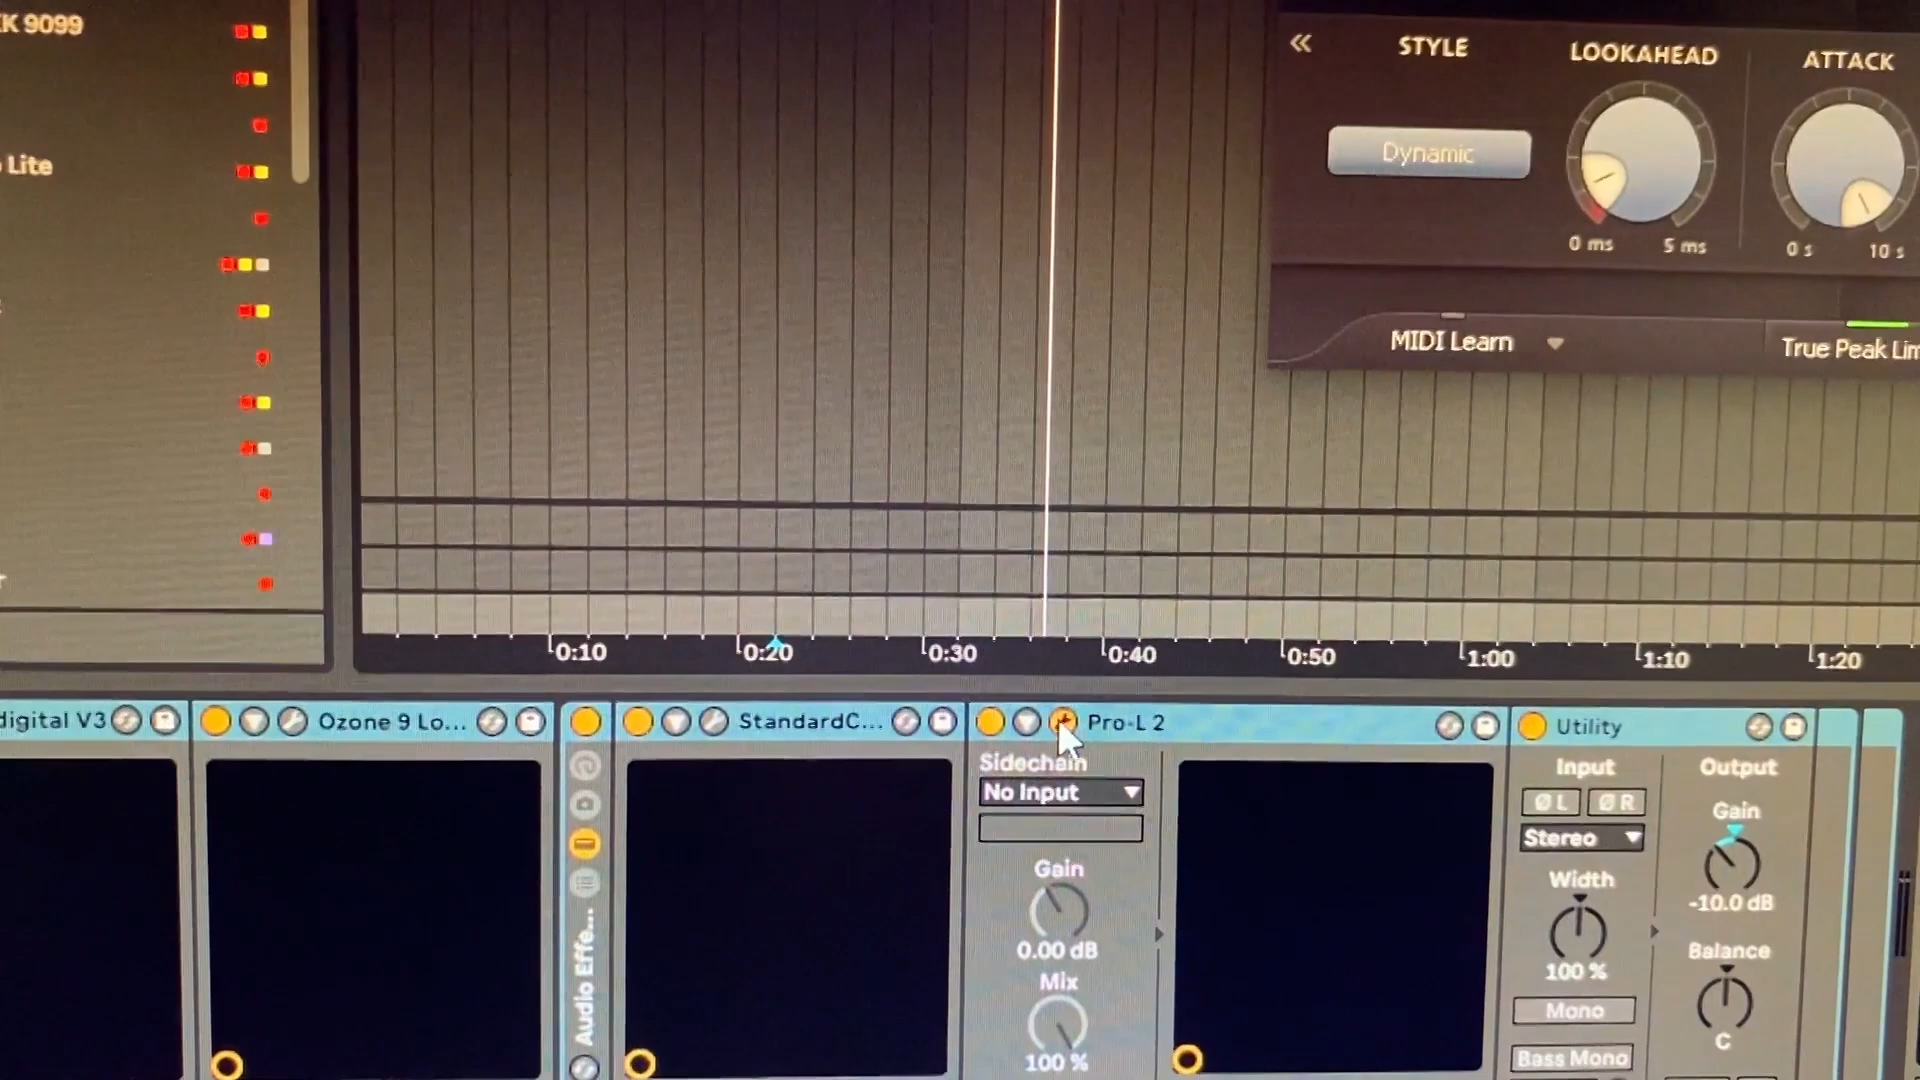 K 9099
Lite
STYLE
LOOKAHEAD
ATTACK
Dynamic
0 ms
5 ms
0 s
10 s
MIDI Learn
True Peak Lim
0:10
0:20
0:30
0:40
0:50
1:00
1:10
1:20
digital V3
Ozone 9 Lo...
StandardC...
Pro-L 2
Utility
Audio Effe...
Sidechain
No Input
Gain
0.00 dB
Mix
100 %
Input
Ø L
Ø R
Stereo
Width
100 %
Mono
Bass Mono
Output
Gain
-10.0 dB
Balance
C